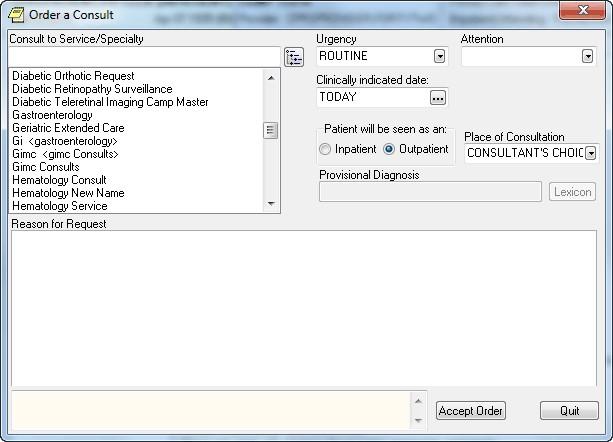 Order a Consult
Consult to Service/Specialty
Urgency
Attention
ROUTINE
Clinically indicated date:
TODAY
...
Diabetic Orthotic Request
Diabetic Retinopathy Surveillance
Diabetic Teleretinal Imaging Camp Master
Gastroenterology
Geriatric Extended Care
Gi <gastroenterology>
Gimc <gimc Consults>
Gimc Consults
Hematology Consult
Hematology New Name
Hematology Service
Patient will be seen as an:
Inpatient
Outpatient
Place of Consultation
CONSULTANT'S CHOIC
Provisional Diagnosis
Lexicon
Reason for Request
Accept Order
Quit